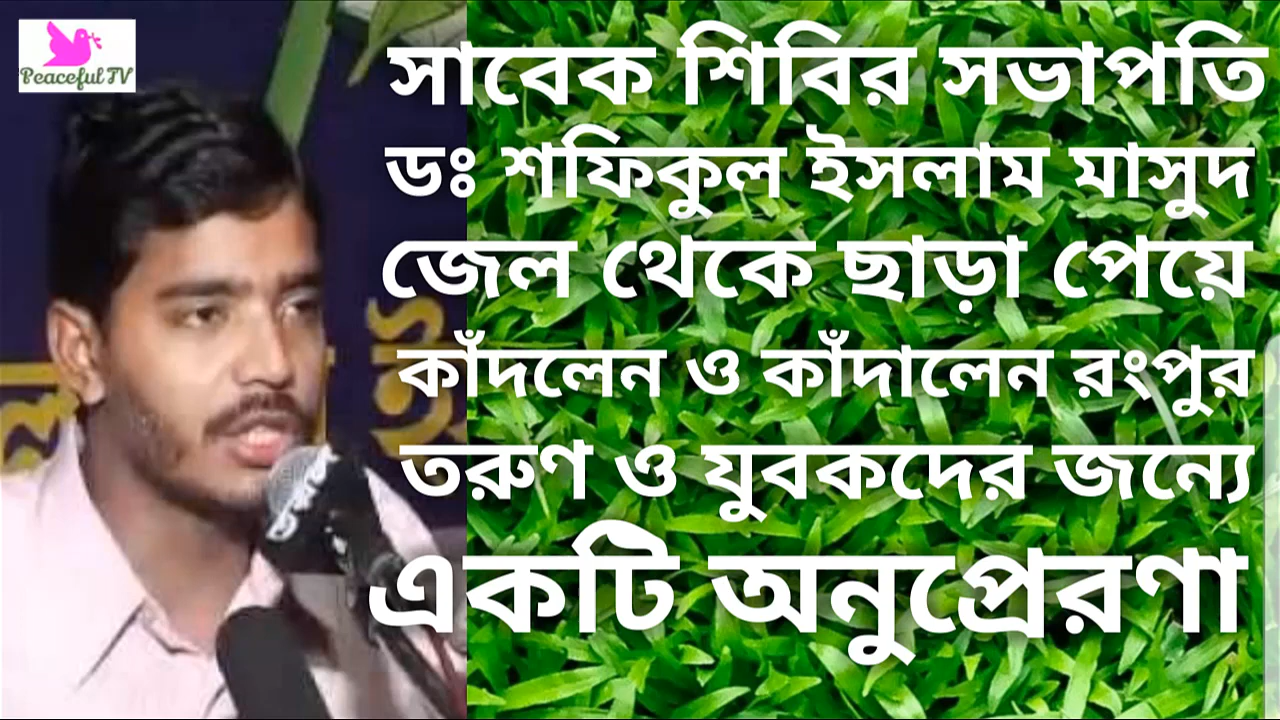 Peaceful TV
সাবেক শিবির সভাপতি
ডঃ শফিকুল ইসলাম মাসুদ
জেল থেকে ছাড়া পেয়ে
কাঁদলেন ও কাঁদালেন রংপুর
তরুণ ও যুবকদের জন্যে
একটি অনুপ্রেরণা